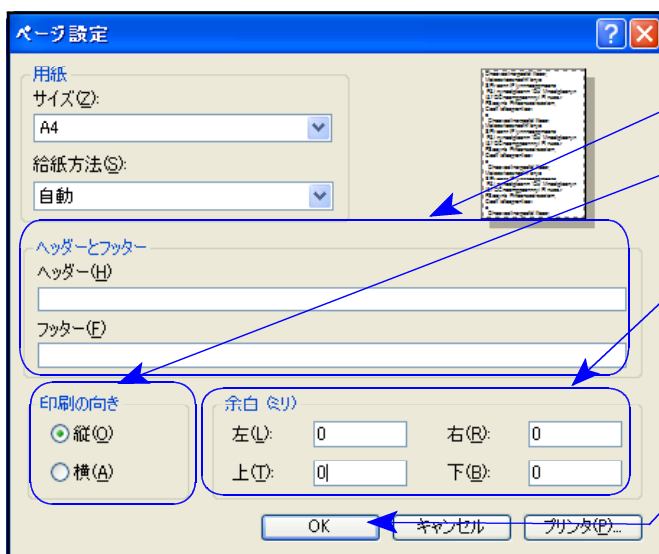 ページ設定
用紙
サイズ(Z):
A4
給紙方法(S):
自動
ヘッダーとフッター
ヘッダー(H)
フッター(F)
印刷の向き
縦(O)
横(A)
余白 (ミリ)
左(L): 0 右(R): 0
上(T): 0 下(B): 0
OK キャンセル プリンタ(P)...